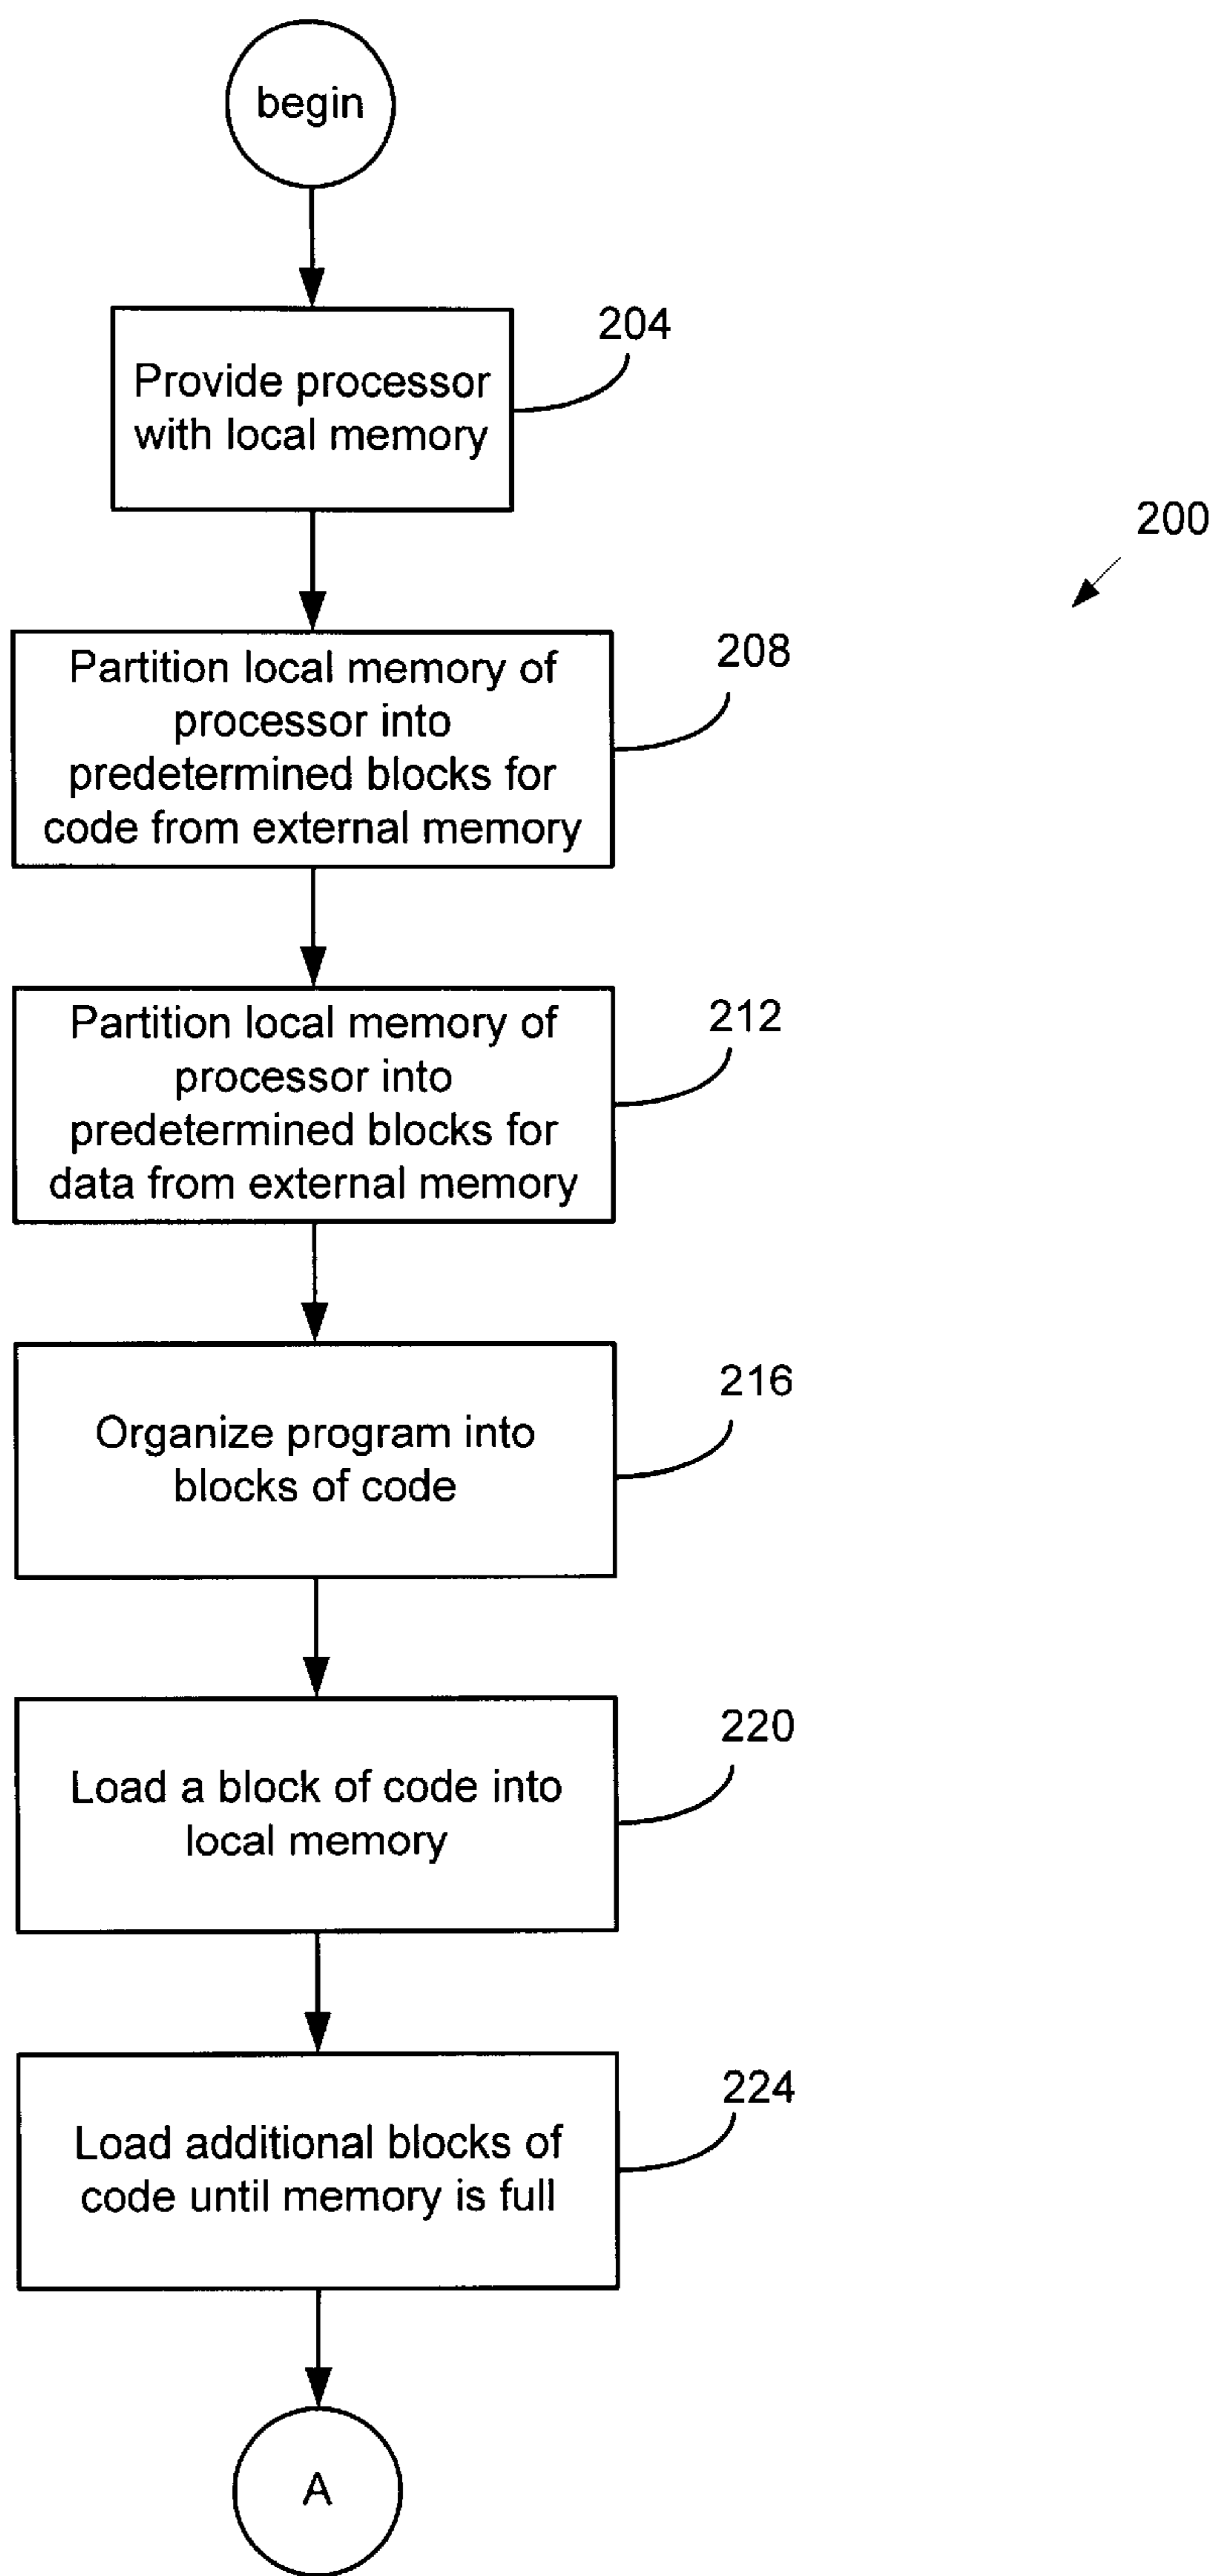 begin
204
Provide processor
with local memory
200
208
Partition local memory of
processor into
predetermined blocks for
code from external memory
212
Partition local memory of
processor into
predetermined blocks for
data from external memory
216
Organize program into
blocks of code
220
Load a block of code into
local memory
224
Load additional blocks of
code until memory is full
A